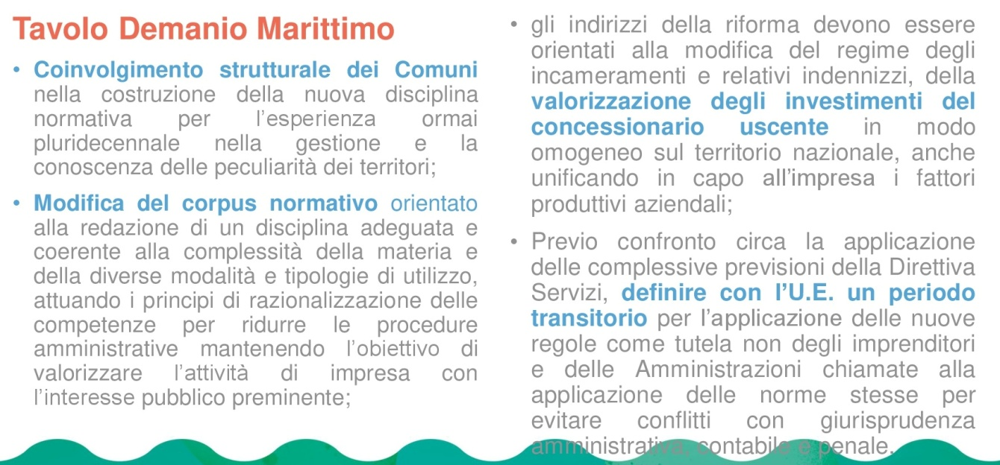 Tavolo Demanio Marittimo
• Coinvolgimento strutturale dei Comuni
nella costruzione della nuova disciplina
normativa per l'esperienza ormai
pluridecennale nella gestione e la
conoscenza delle peculiarità dei territori;
• Modifica del corpus normativo orientato
alla redazione di un disciplina adeguata e
coerente alla complessità della materia e
della diverse modalità e tipologie di utilizzo,
attuando i principi di razionalizzazione delle
competenze per ridurre le procedure
amministrative mantenendo l'obiettivo di
valorizzare l'attività di impresa con
l'interesse pubblico preminente;
• gli indirizzi della riforma devono essere
orientati alla modifica del regime degli
incameramenti e relativi indennizzi, della
valorizzazione degli investimenti del
concessionario uscente in modo
omogeneo sul territorio nazionale, anche
unificando in capo all'impresa i fattori
produttivi aziendali;
• Previo confronto circa la applicazione
delle complessive previsioni della Direttiva
Servizi, definire con l'U.E. un periodo
transitorio per l'applicazione delle nuove
regole come tutela non degli imprenditori
e delle Amministrazioni chiamate alla
applicazione delle norme stesse per
evitare conflitti con giurisprudenza
amministrativa, contabile e penale.